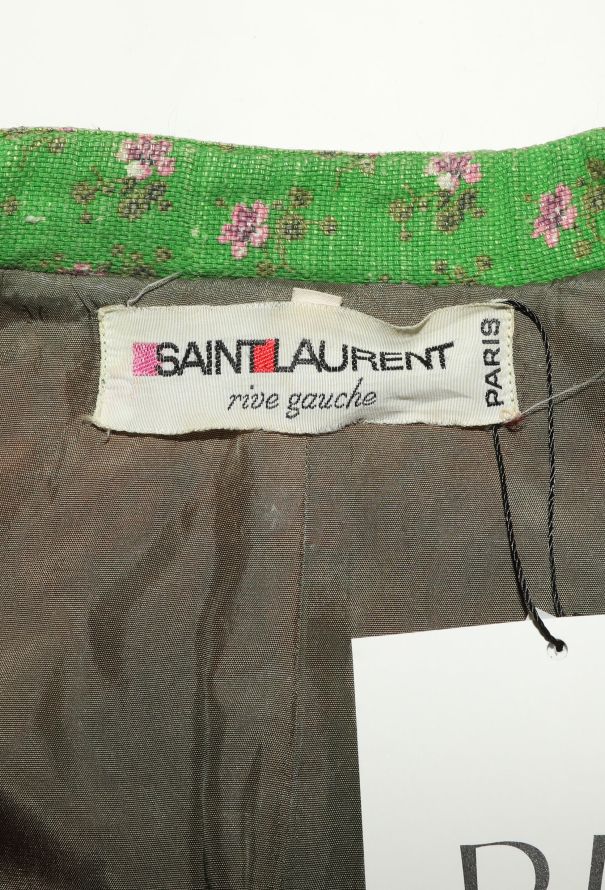 SAINT LAURENT
rive gauche
PARIS